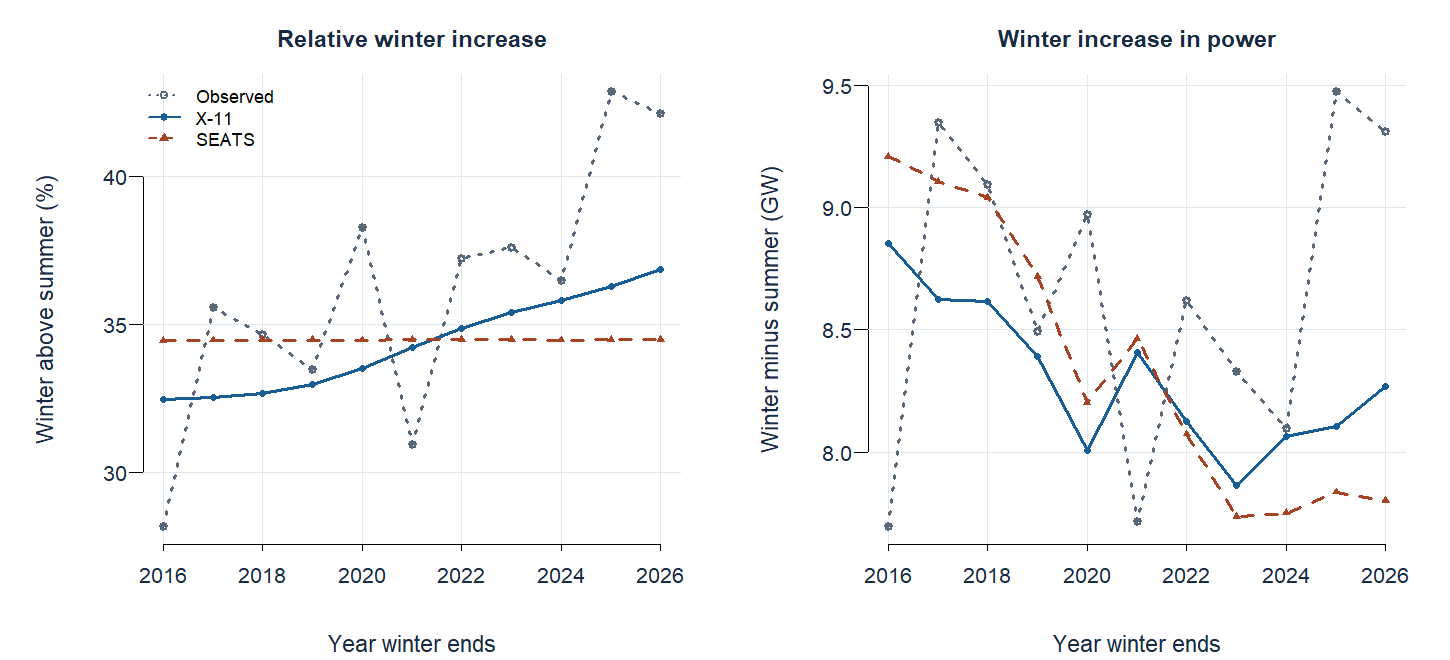 Relative winter increase
Observed
X-11
SEATS
Winter above summer (%)
40
35
30
2016 2018 2020 2022 2024 2026
Year winter ends
Winter increase in power
Winter minus summer (GW)
9.5
9.0
8.5
8.0
2016 2018 2020 2022 2024 2026
Year winter ends